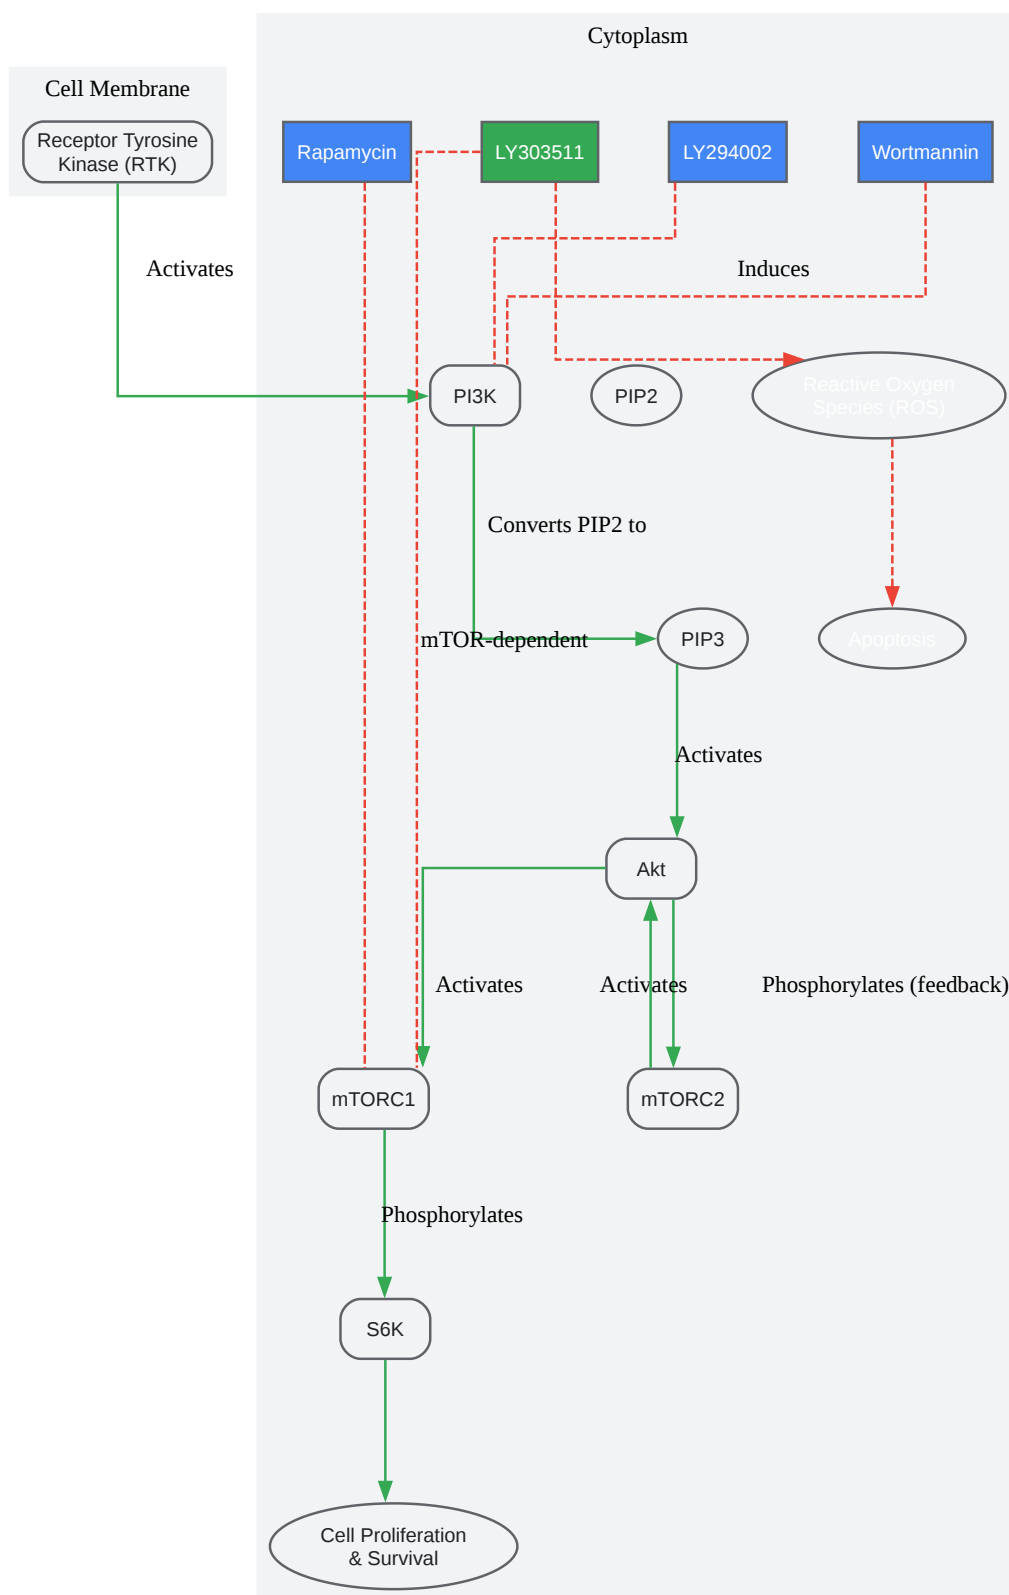 Cytoplasm
Cell Membrane
Receptor Tyrosine
Kinase (RTK)
Rapamycin
LY303511
LY294002
Wortmannin
Activates
Induces
PI3K
PIP2
Reactive Oxygen
Species (ROS)
Converts PIP2 to
mTOR-dependent
PIP3
Apoptosis
Activates
Akt
Activates
Activates
Phosphorylates (feedback)
mTORC1
mTORC2
Phosphorylates
S6K
Cell Proliferation
& Survival